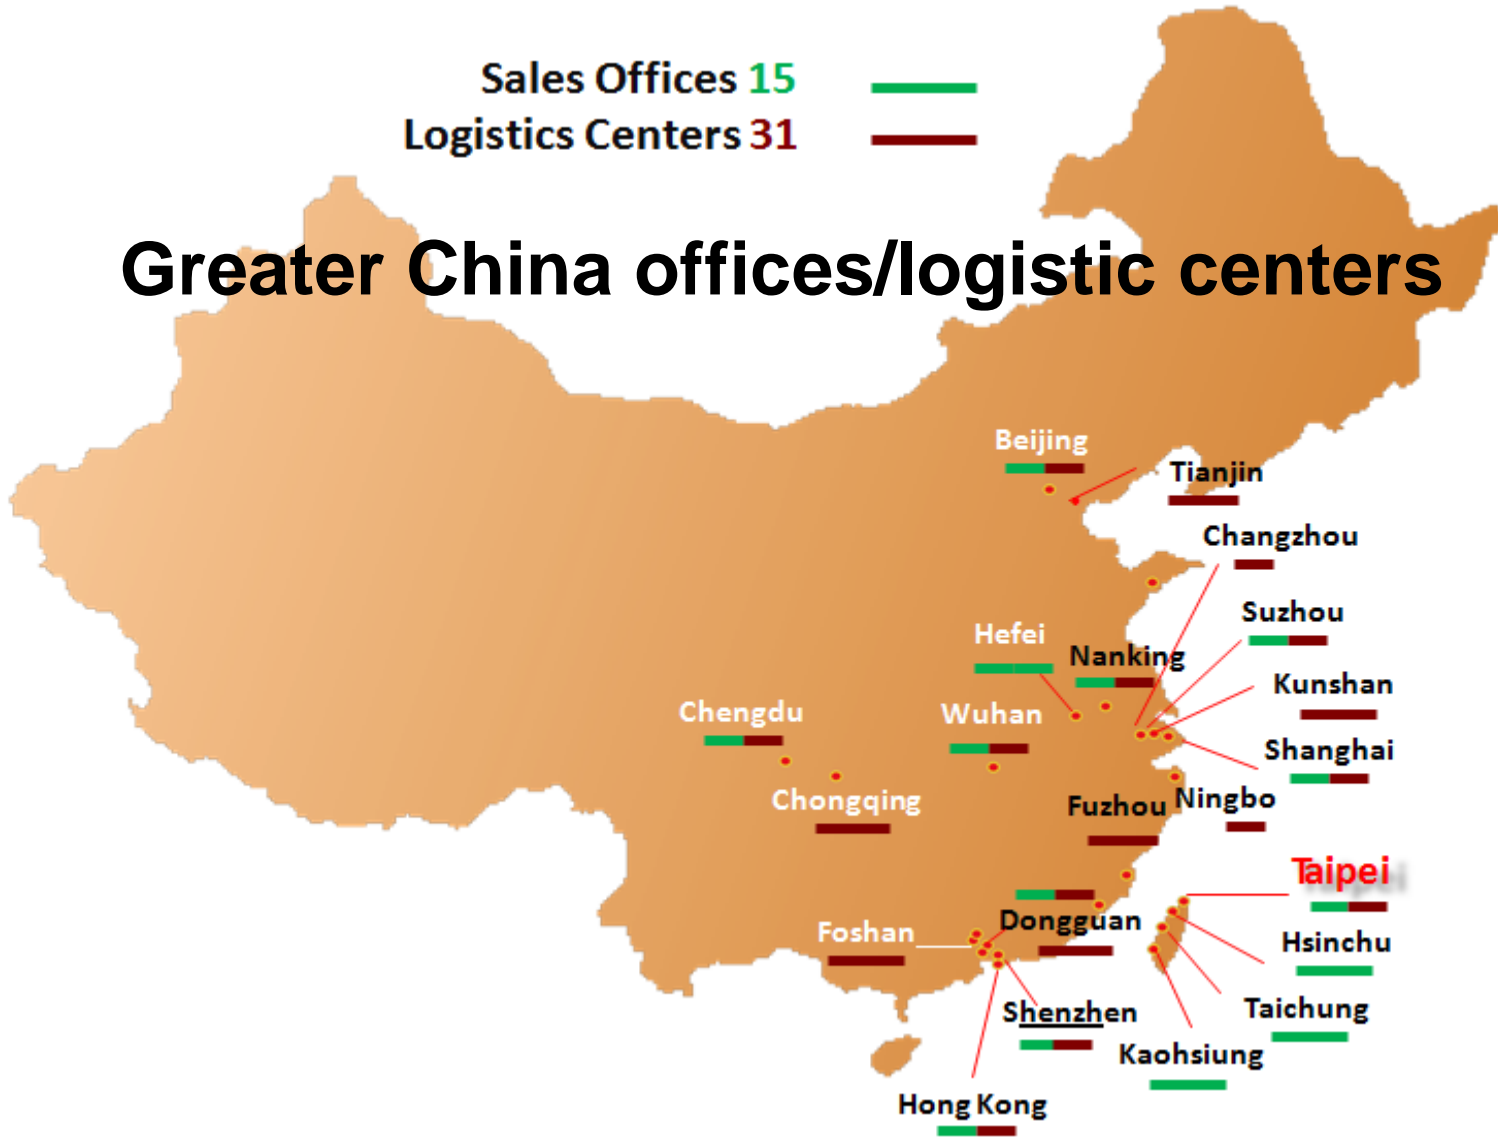 Sales Offices 15
Logistics Centers 31
Greater China offices/logistic centers
Beijing
Tianjin
Changzhou
Suzhou
Hefei
Nanking
Kunshan
Chengdu
Wuhan
Shanghai
Chongqing
Fuzhou
Ningbo
Taipei
Foshan
Dongguan
Hsinchu
Shenzhen
Taichung
Kaohsiung
Hong Kong